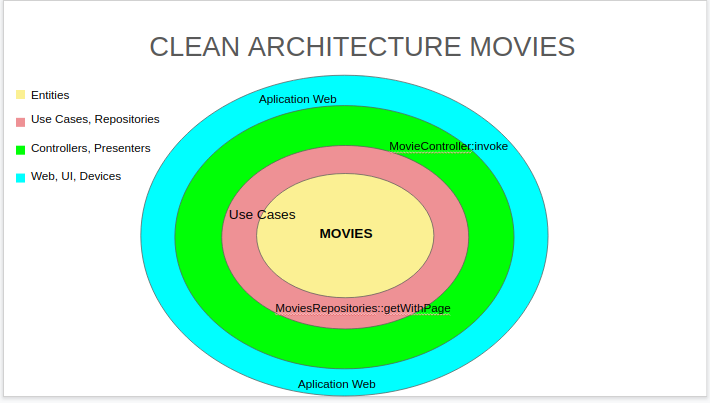 CLEAN ARCHITECTURE MOVIES
Entities
Use Cases, Repositories
Controllers, Presenters
Web, UI, Devices
Aplication Web
MovieController:invoke
Use Cases
MOVIES
MoviesRepositories::getWithPage
Aplication Web